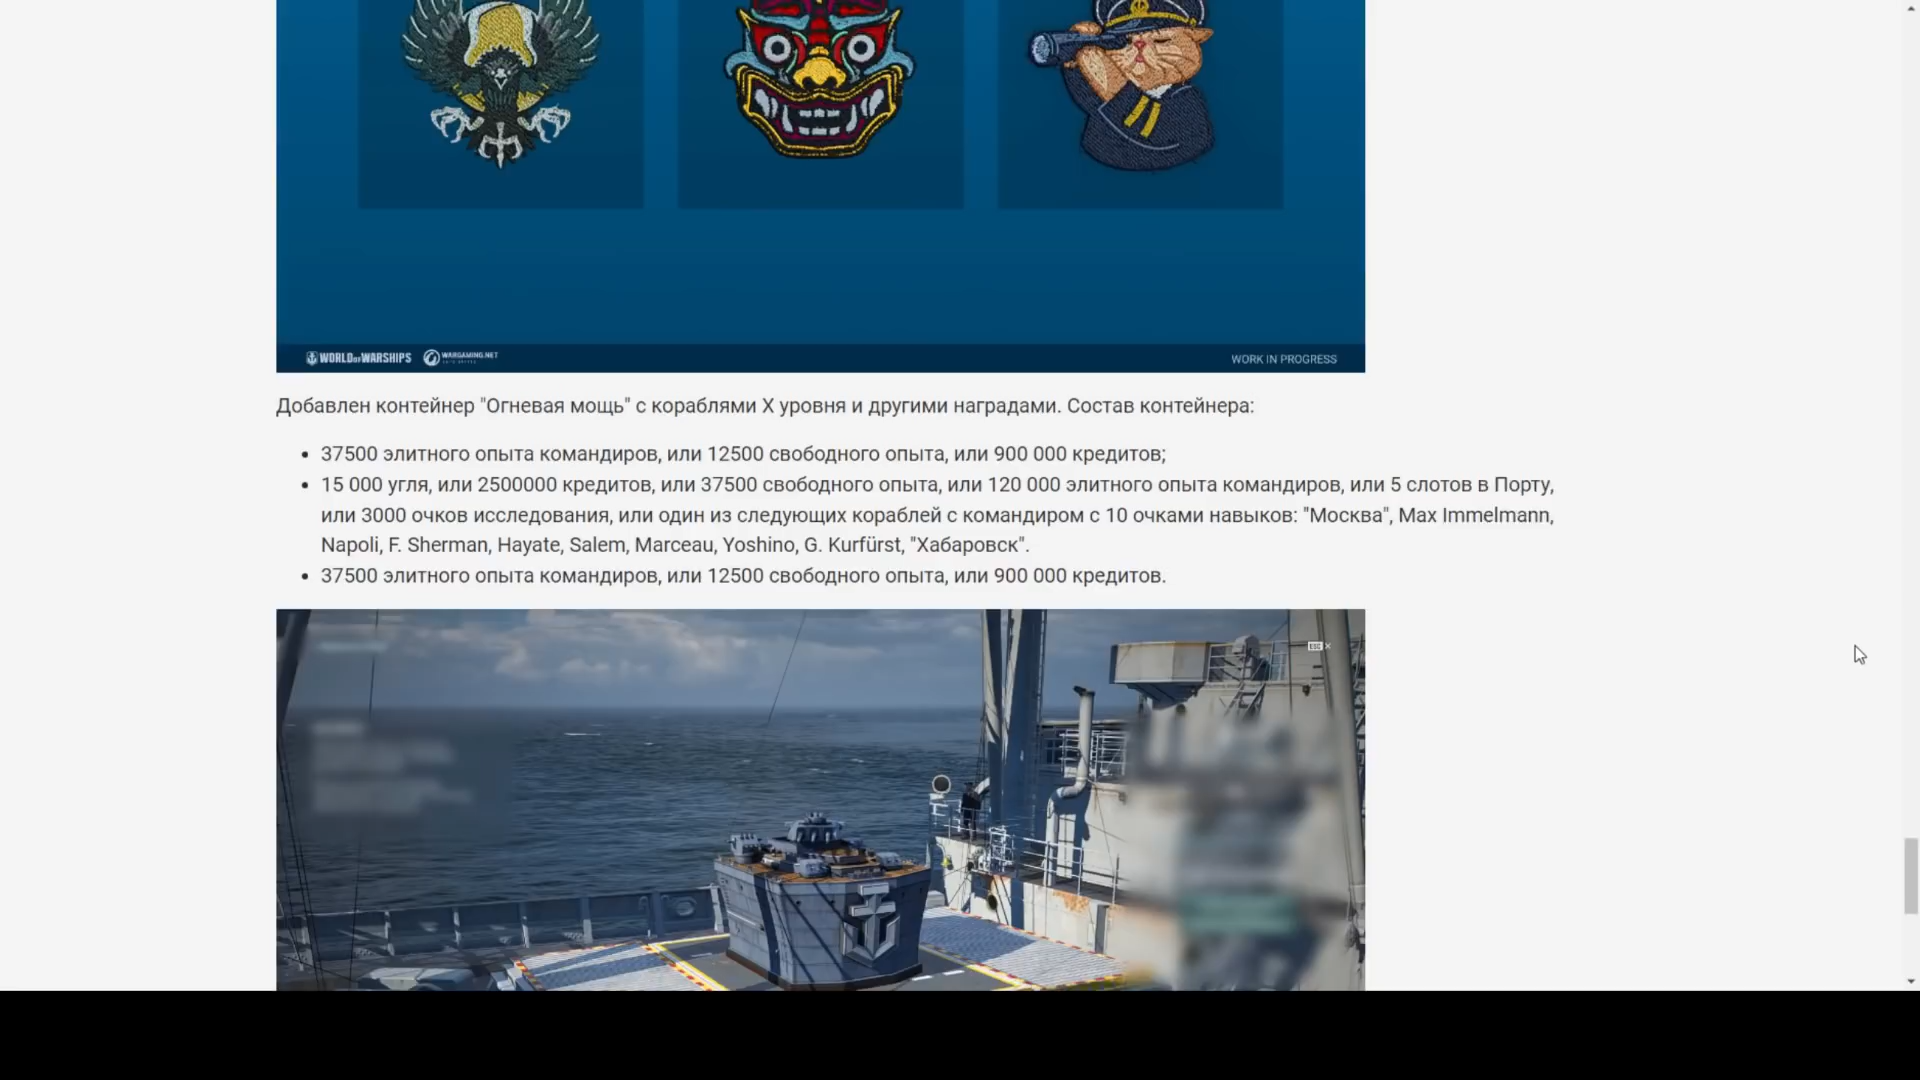 WORLD OF WARSHIPS WARGAMING.NET WORK IN PROGRESS
Добавлен контейнер "Огневая мощь" с кораблями X уровня и другими наградами. Состав контейнера:
37500 элитного опыта командиров, или 12500 свободного опыта, или 900 000 кредитов;
15 000 угля, или 2500000 кредитов, или 37500 свободного опыта, или 120 000 элитного опыта командиров, или 5 слотов в Порту,
или 3000 очков исследования, или один из следующих кораблей с командиром с 10 очками навыков: "Москва", Max Immelmann,
Napoli, F. Sherman, Hayate, Salem, Marceau, Yoshino, G. Kurfürst, "Хабаровск".
37500 элитного опыта командиров, или 12500 свободного опыта, или 900 000 кредитов.
ESC